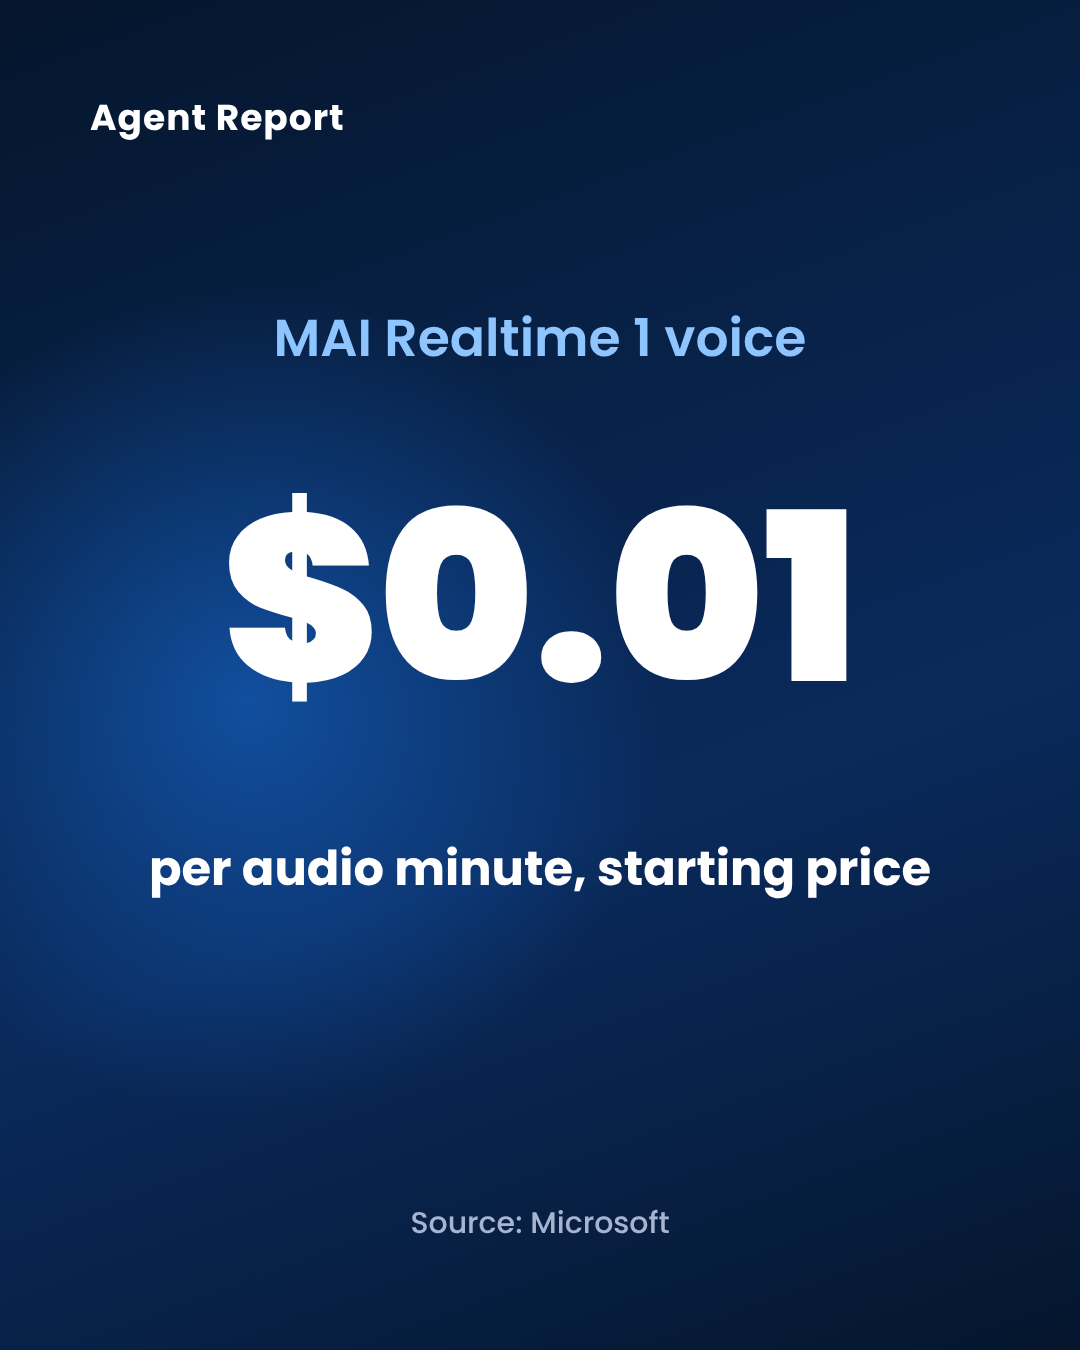 Agent Report
MAI Realtime 1 voice
$0.01
per audio minute, starting price
Source: Microsoft